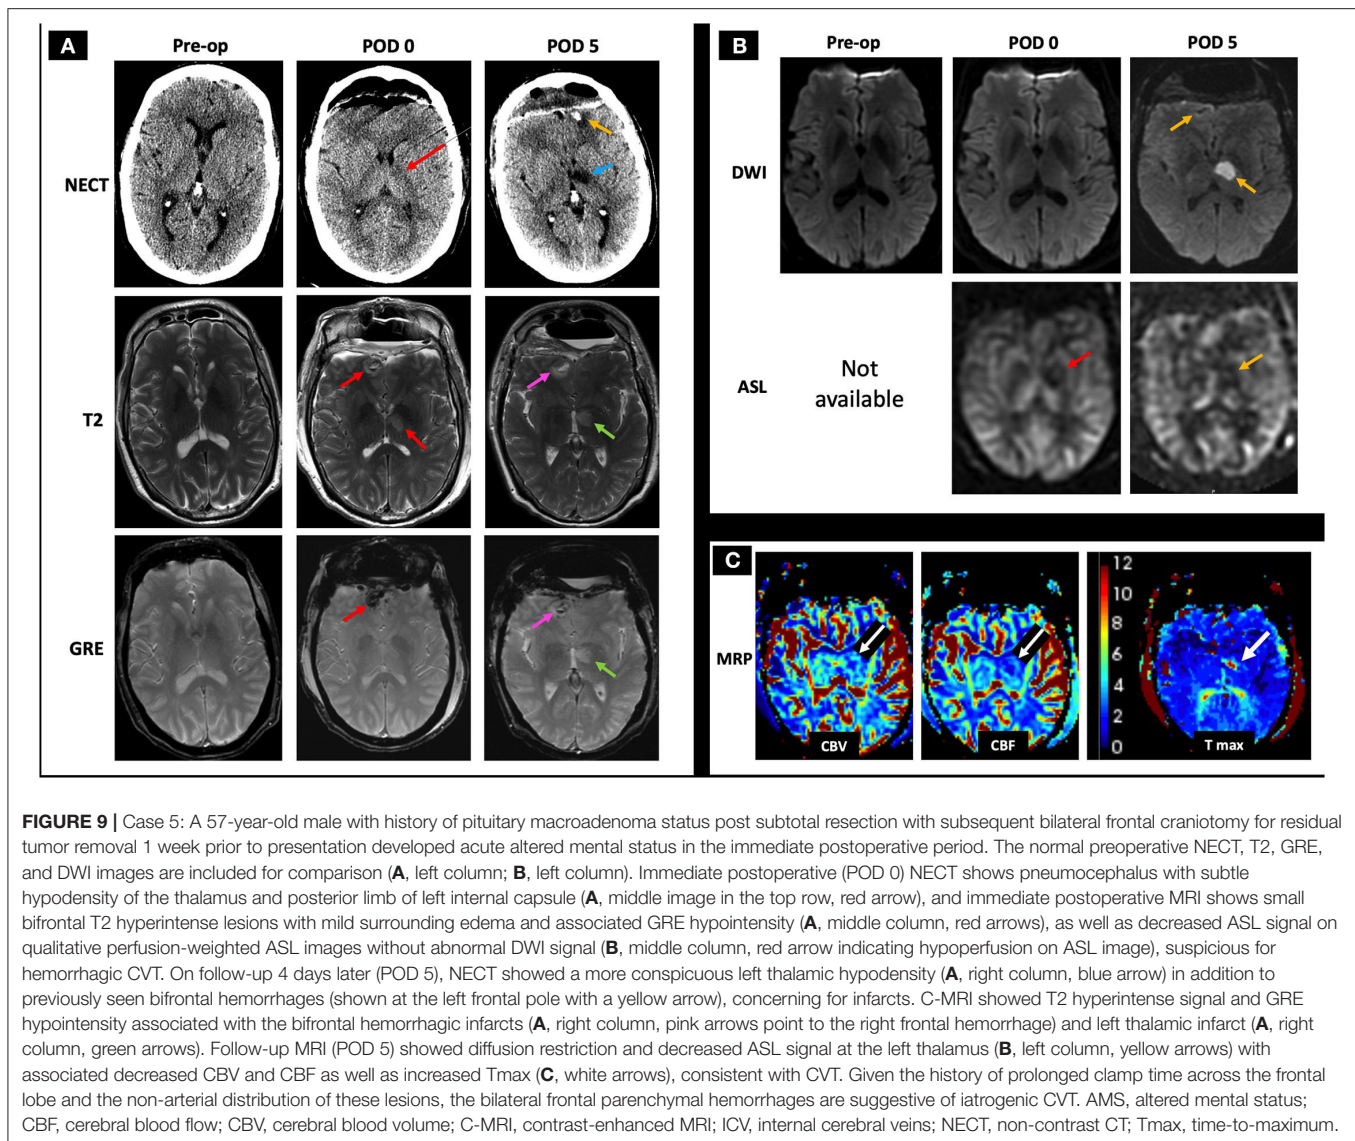 A
Pre-op
POD 0
POD 5
NECT
T2
GRE
B
Pre-op
POD 0
POD 5
DWI
ASL
Not
available
C
MRP
CBV
CBF
T max
12
10
8
6
4
2
0
FIGURE 9 | Case 5: A 57-year-old male with history of pituitary macroadenoma status post subtotal resection with subsequent bilateral frontal craniotomy for residual
tumor removal 1 week prior to presentation developed acute altered mental status in the immediate postoperative period. The normal preoperative NECT, T2, GRE,
and DWI images are included for comparison (A, left column; B, left column). Immediate postoperative (POD 0) NECT shows pneumocephalus with subtle
hypodensity of the thalamus and posterior limb of left internal capsule (A, middle image in the top row, red arrow), and immediate postoperative MRI shows small
bifrontal T2 hyperintense lesions with mild surrounding edema and associated GRE hypointensity (A, middle column, red arrows), as well as decreased ASL signal on
qualitative perfusion-weighted ASL images without abnormal DWI signal (B, middle column, red arrow indicating hypoperfusion on ASL image), suspicious for
hemorrhagic CVT. On follow-up 4 days later (POD 5), NECT showed a more conspicuous left thalamic hypodensity (A, right column, blue arrow) in addition to
previously seen bifrontal hemorrhages (shown at the left frontal pole with a yellow arrow), concerning for infarcts. C-MRI showed T2 hyperintense signal and GRE
hypointensity associated with the bifrontal hemorrhagic infarcts (A, right column, pink arrows point to the right frontal hemorrhage) and left thalamic infarct (A, right
column, green arrows). Follow-up MRI (POD 5) showed diffusion restriction and decreased ASL signal at the left thalamus (B, left column, yellow arrows) with
associated decreased CBV and CBF as well as increased Tmax (C, white arrows), consistent with CVT. Given the history of prolonged clamp time across the frontal
lobe and the non-arterial distribution of these lesions, the bilateral frontal parenchymal hemorrhages are suggestive of iatrogenic CVT. AMS, altered mental status;
CBF, cerebral blood flow; CBV, cerebral blood volume; C-MRI, contrast-enhanced MRI; ICV, internal cerebral veins; NECT, non-contrast CT; Tmax, time-to-maximum.